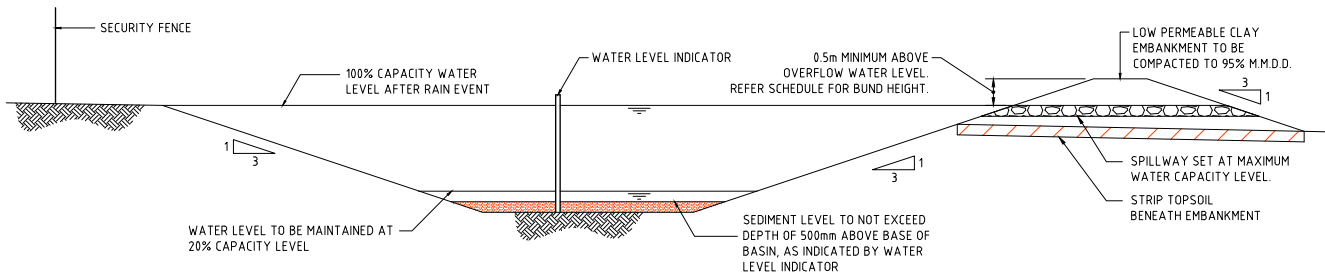 SECURITY FENCE
100% CAPACITY WATER
LEVEL AFTER RAIN EVENT
WATER LEVEL INDICATOR
0.5m MINIMUM ABOVE
OVERFLOW WATER LEVEL.
REFER SCHEDULE FOR BUND HEIGHT.
LOW PERMEABLE CLAY
EMBANKMENT TO BE
COMPACTED TO 95% M.M.D.D.
3
1
1
3
1
3
SPILLWAY SET AT MAXIMUM
WATER CAPACITY LEVEL.
STRIP TOPSOIL
BENEATH EMBANKMENT
WATER LEVEL TO BE MAINTAINED AT
20% CAPACITY LEVEL
SEDIMENT LEVEL TO NOT EXCEED
DEPTH OF 500mm ABOVE BASE OF
BASIN, AS INDICATED BY WATER
LEVEL INDICATOR